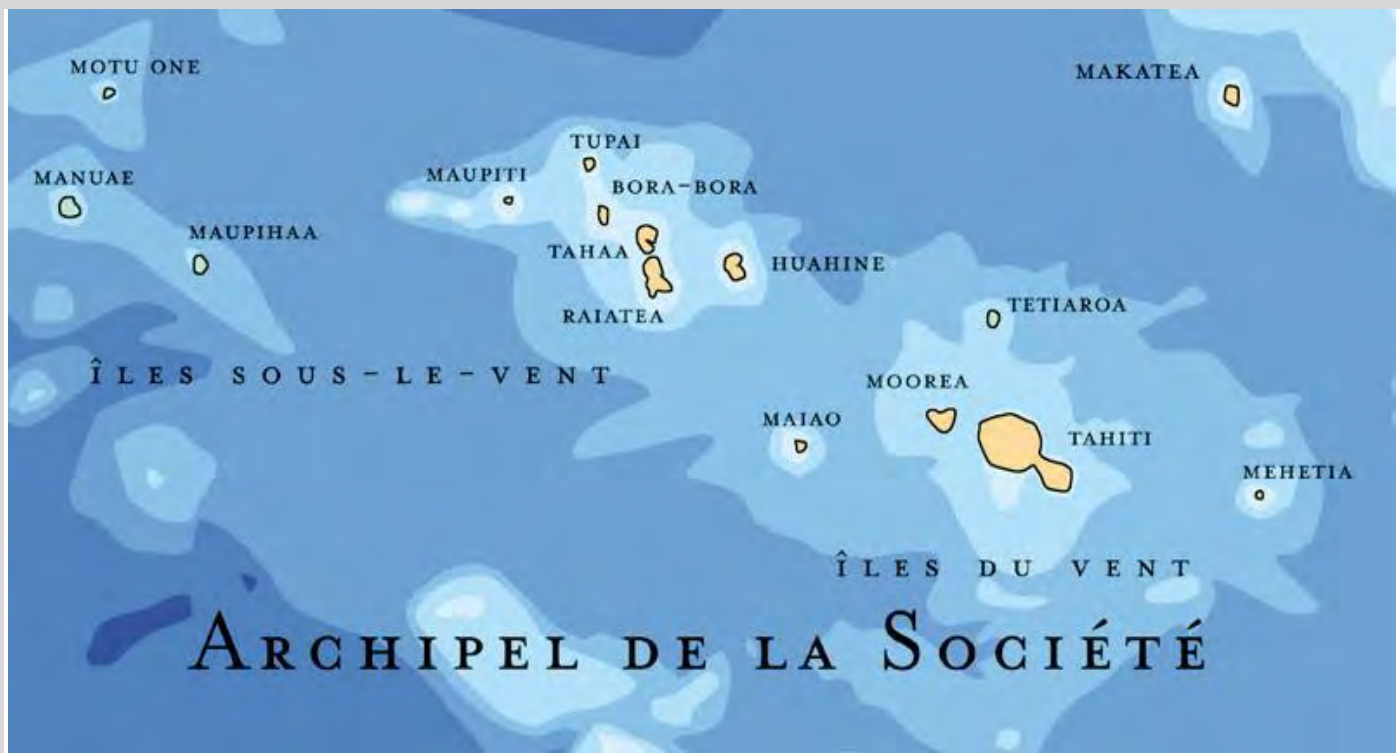 MOTU ONE
MAKATEA
TUPAI
MAUPITI
MANUAE
BORA-BORA
MAUPIHAA
TAHAA
HUAHINE
TETIAROA
RAIATEA
ÎLES SOUS-LE-VENT
MOOREA
MAIAO
TAHITI
MEHETIA
ÎLES DU VENT
ARCHIPEL DE LA SOCIÉTÉ